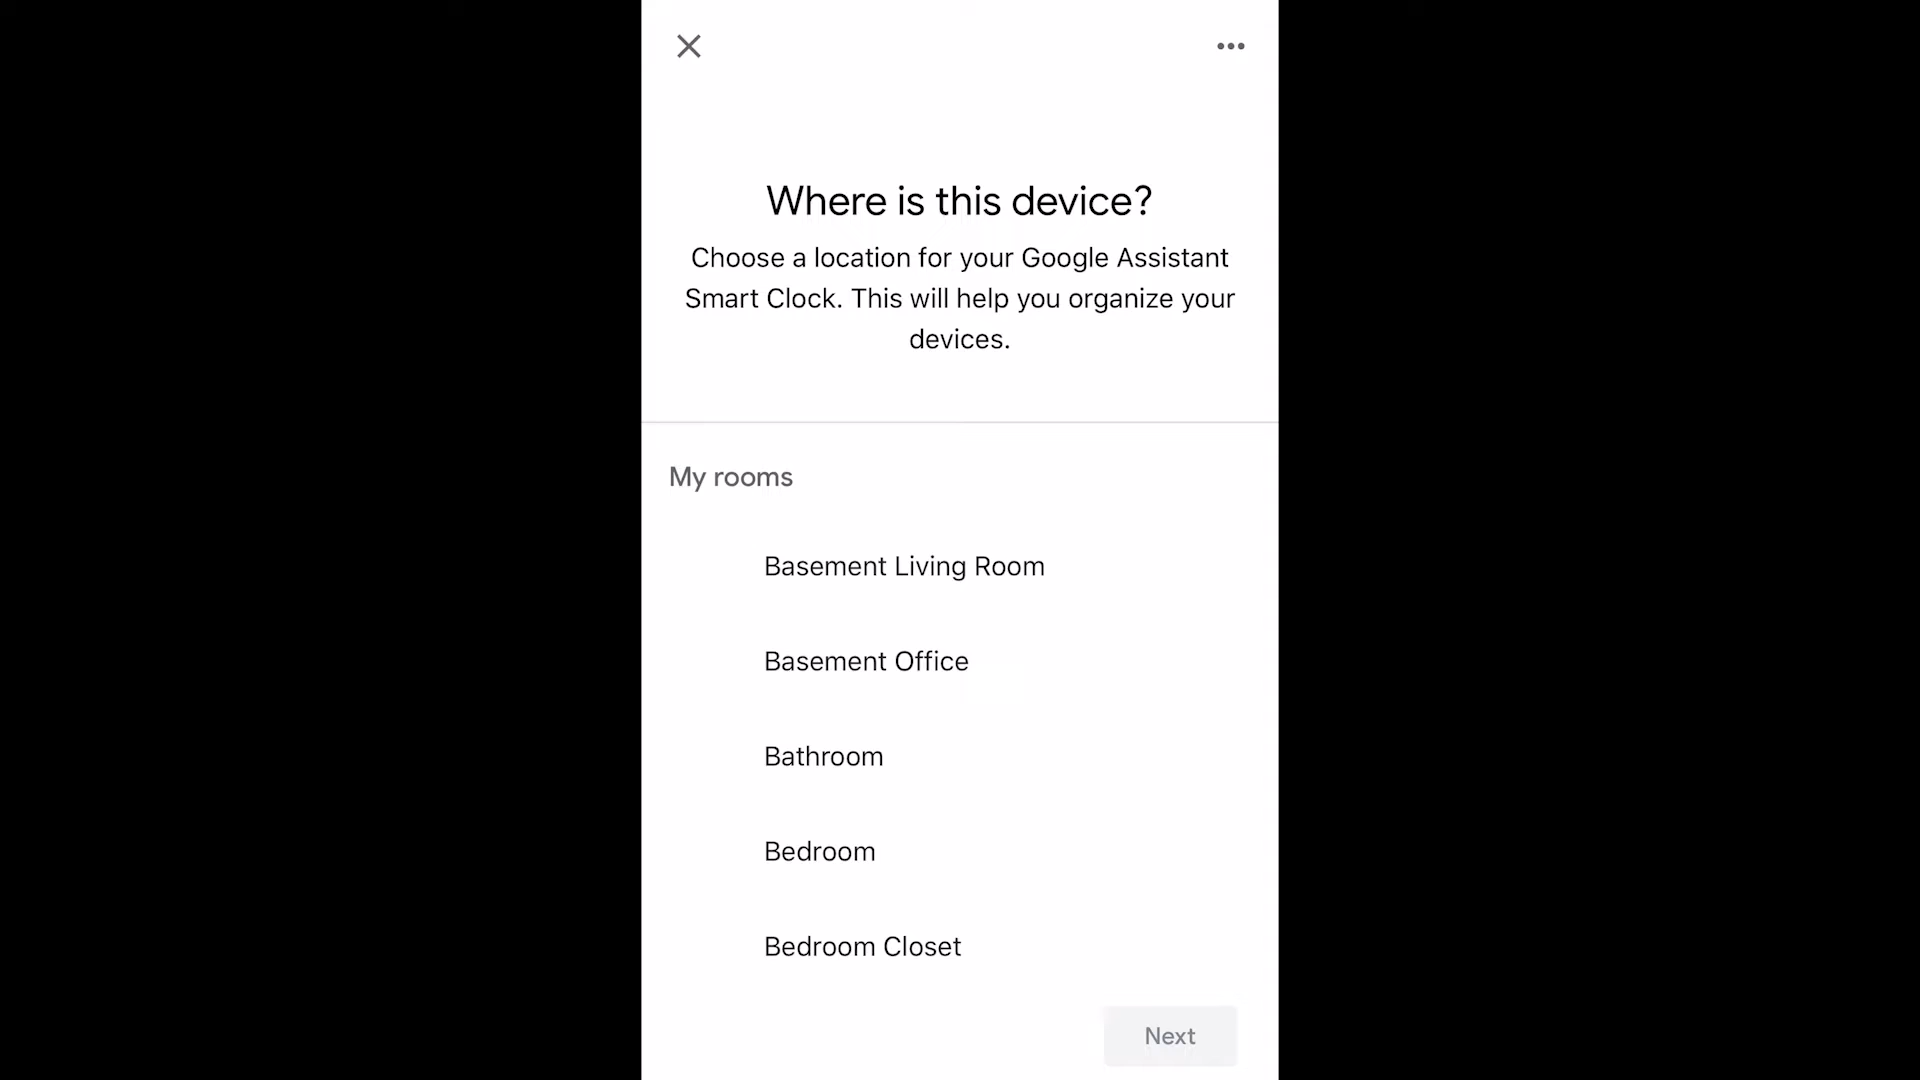 Where is this device?
Choose a location for your Google Assistant
Smart Clock. This will help you organize your
devices.
My rooms
Basement Living Room
Basement Office
Bathroom
Bedroom
Bedroom Closet
Next